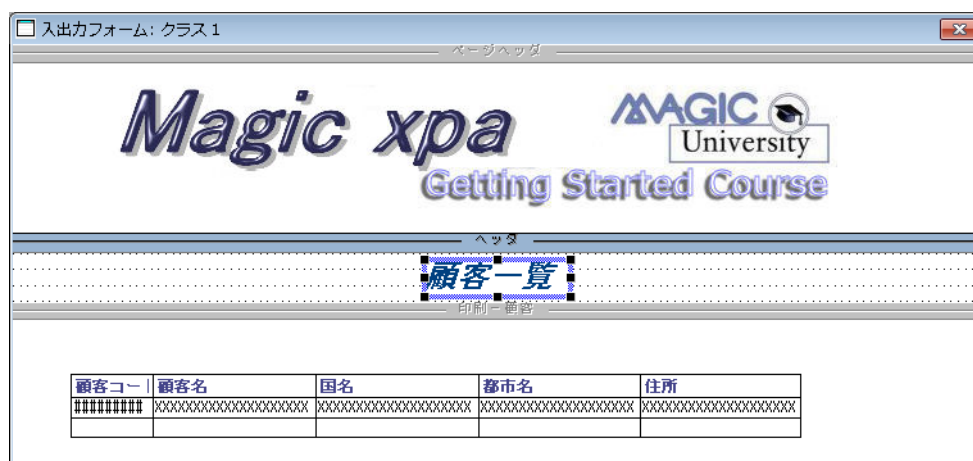 入出力フォーム: クラス 1
ページヘッダ
Magic xpa
MAGIC
University
Getting Started Course
ヘッダ
顧客一覧
印刷－顧客
顧客コー 顧客名 国名 都市名 住所
######### XXXXXXXXXXXXXXXXXXXX XXXXXXXXXXXXXXXXXXXX XXXXXXXXXXXXXXXXXXXX XXXXXXXXXXXXXXXXXXXX